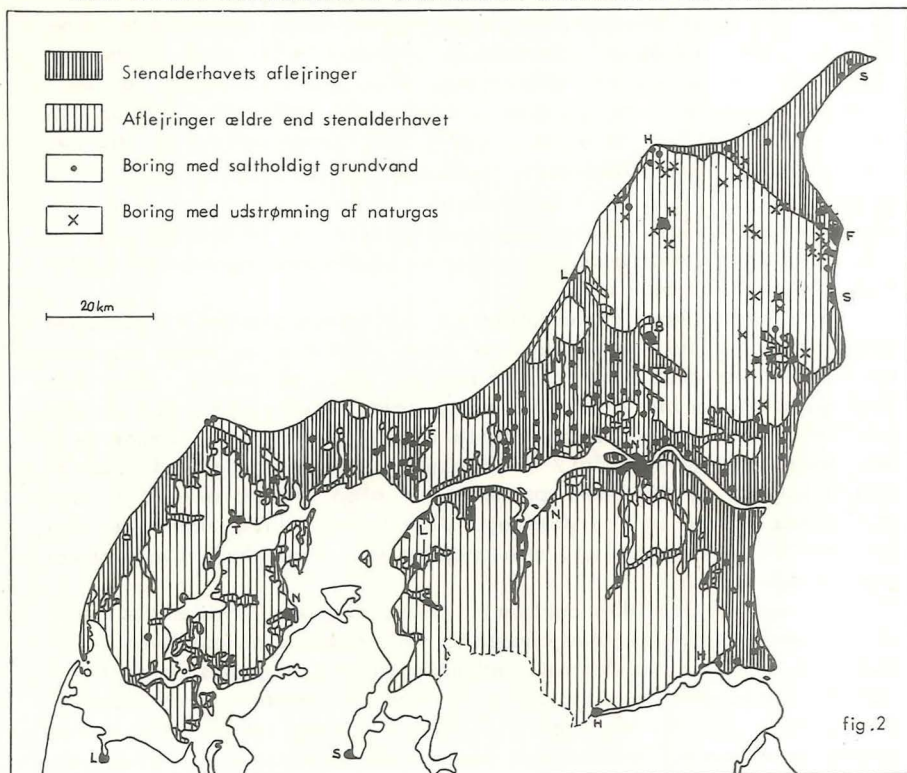 Stenalderhavets aflejringer
Aflejringer ældre end stenalderhavet
Boring med saltholdigt grundvand
Boring med udstrømning af naturgas
20 km
S
H
H
F
L
S
B
N
T
L
N
N
H
H
L
S
fig.2